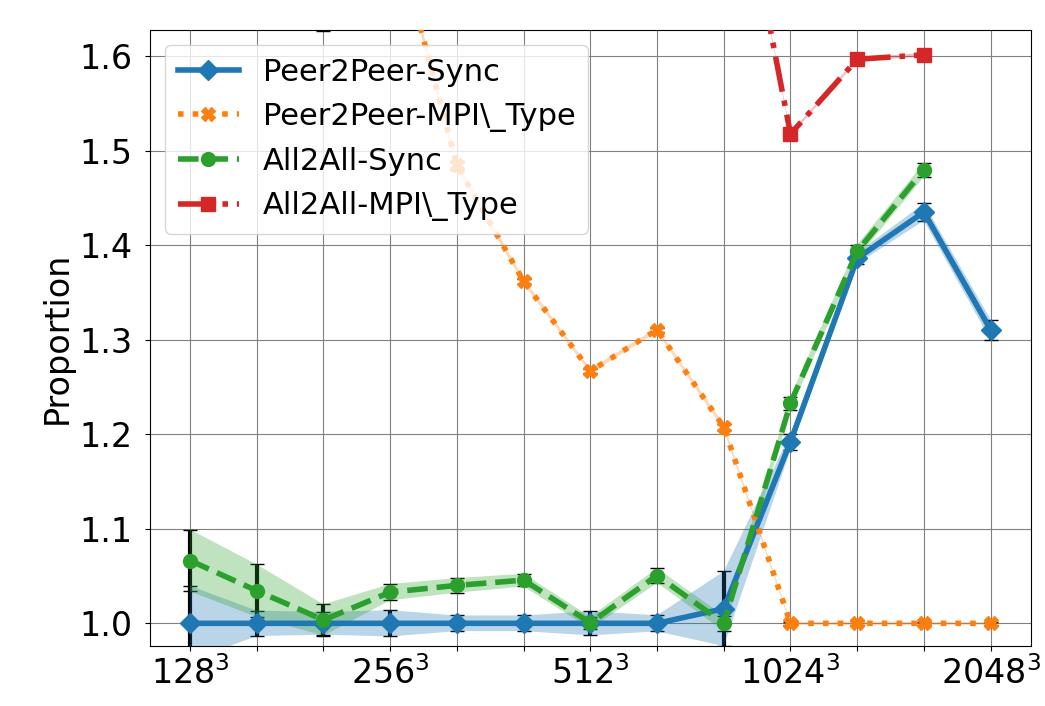 1.6
1.5
1.4
1.3
1.2
1.1
1.0
Proportion
Peer2Peer-Sync
Peer2Peer-MPI\_Type
All2All-Sync
All2All-MPI\_Type
128³ 256³ 512³ 1024³ 2048³